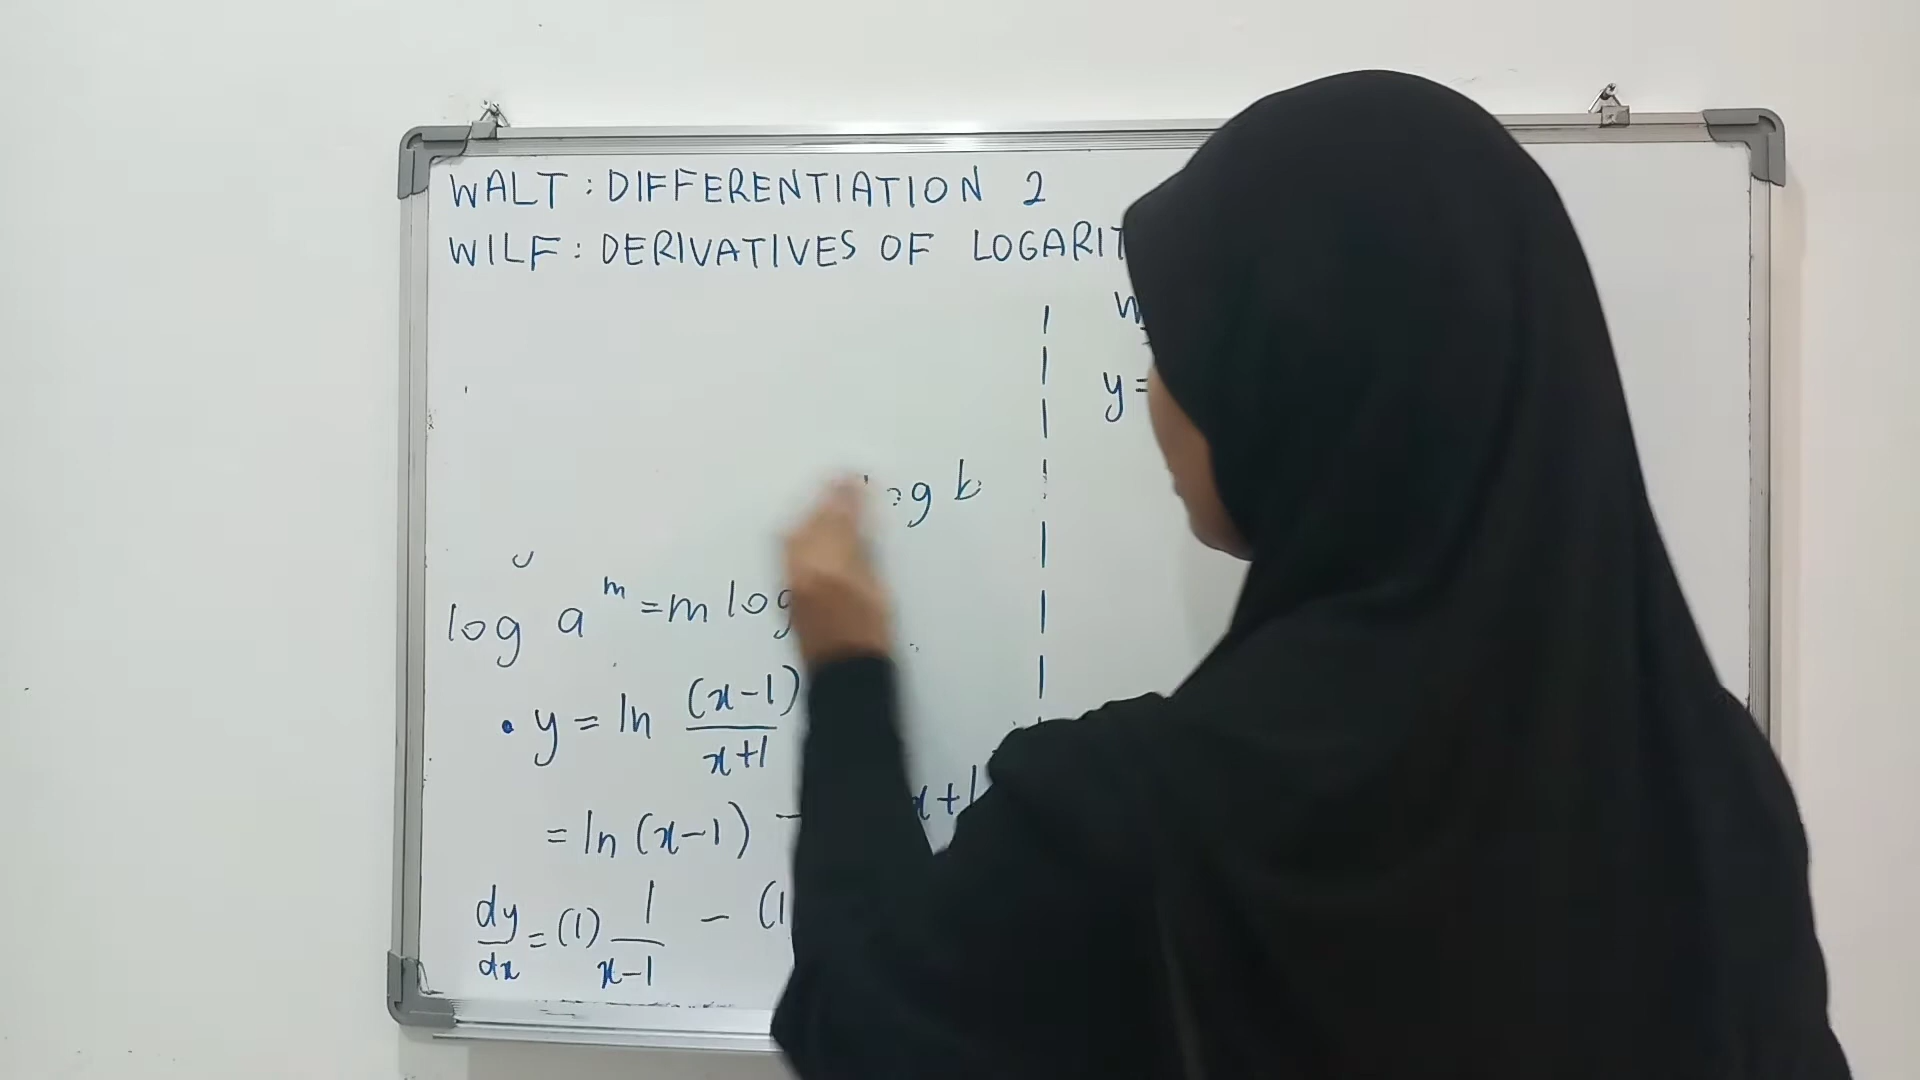 WALT : DIFFERENTIATION 2
WILF : DERIVATIVES OF LOGARIT
y =
log b
log a^m = m log
• y = ln (x-1)/x+1
= ln (x-1) - x+1
dy/dx = (1) 1/x-1 - (1